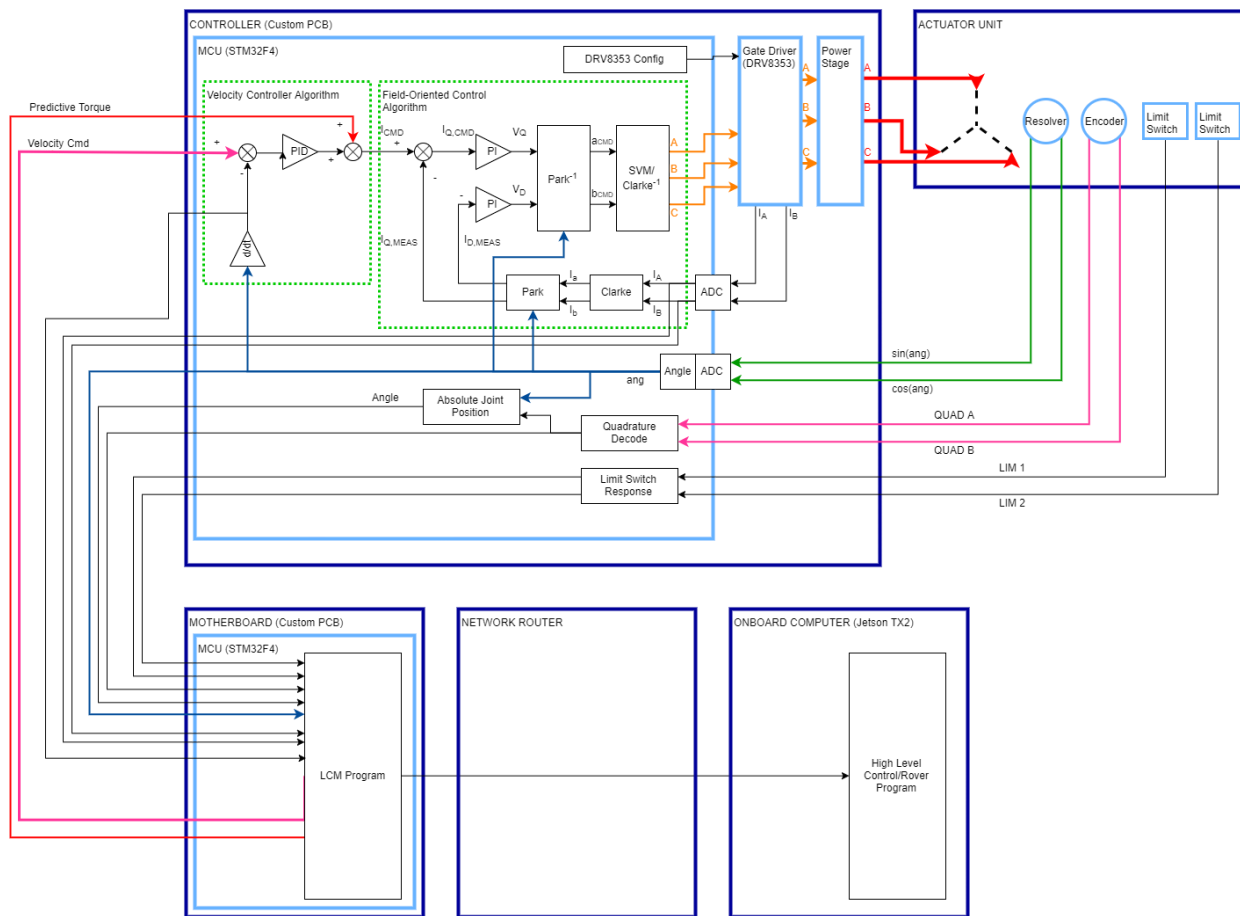 CONTROLLER (Custom PCB)
ACTUATOR UNIT
MCU (STM32F4)
DRV8353 Config
Gate Driver
(DRV8353)
Power
Stage
A
B
C
A
B
C
Velocity Controller Algorithm
Field-Oriented Control
Algorithm
Predictive Torque
Velocity Cmd
+
-
PID
+
+
I_CMD
+
-
I_Q,CMD
PI
V_Q
-
PI
V_D
Park⁻¹
aCMD
bCMD
SVM/
Clarke⁻¹
A
B
C
Resolver
Encoder
Limit
Switch
Limit
Switch
I_A
I_B
d/dt
I_Q,MEAS
I_D,MEAS
Park
I_a
I_b
Clarke
I_A
I_B
ADC
Angle
ADC
ang
sin(ang)
cos(ang)
Angle
Absolute Joint
Position
Quadrature
Decode
QUAD A
QUAD B
Limit Switch
Response
LIM 1
LIM 2
MOTHERBOARD (Custom PCB)
MCU (STM32F4)
LCM Program
NETWORK ROUTER
ONBOARD COMPUTER (Jetson TX2)
High Level
Control/Rover
Program